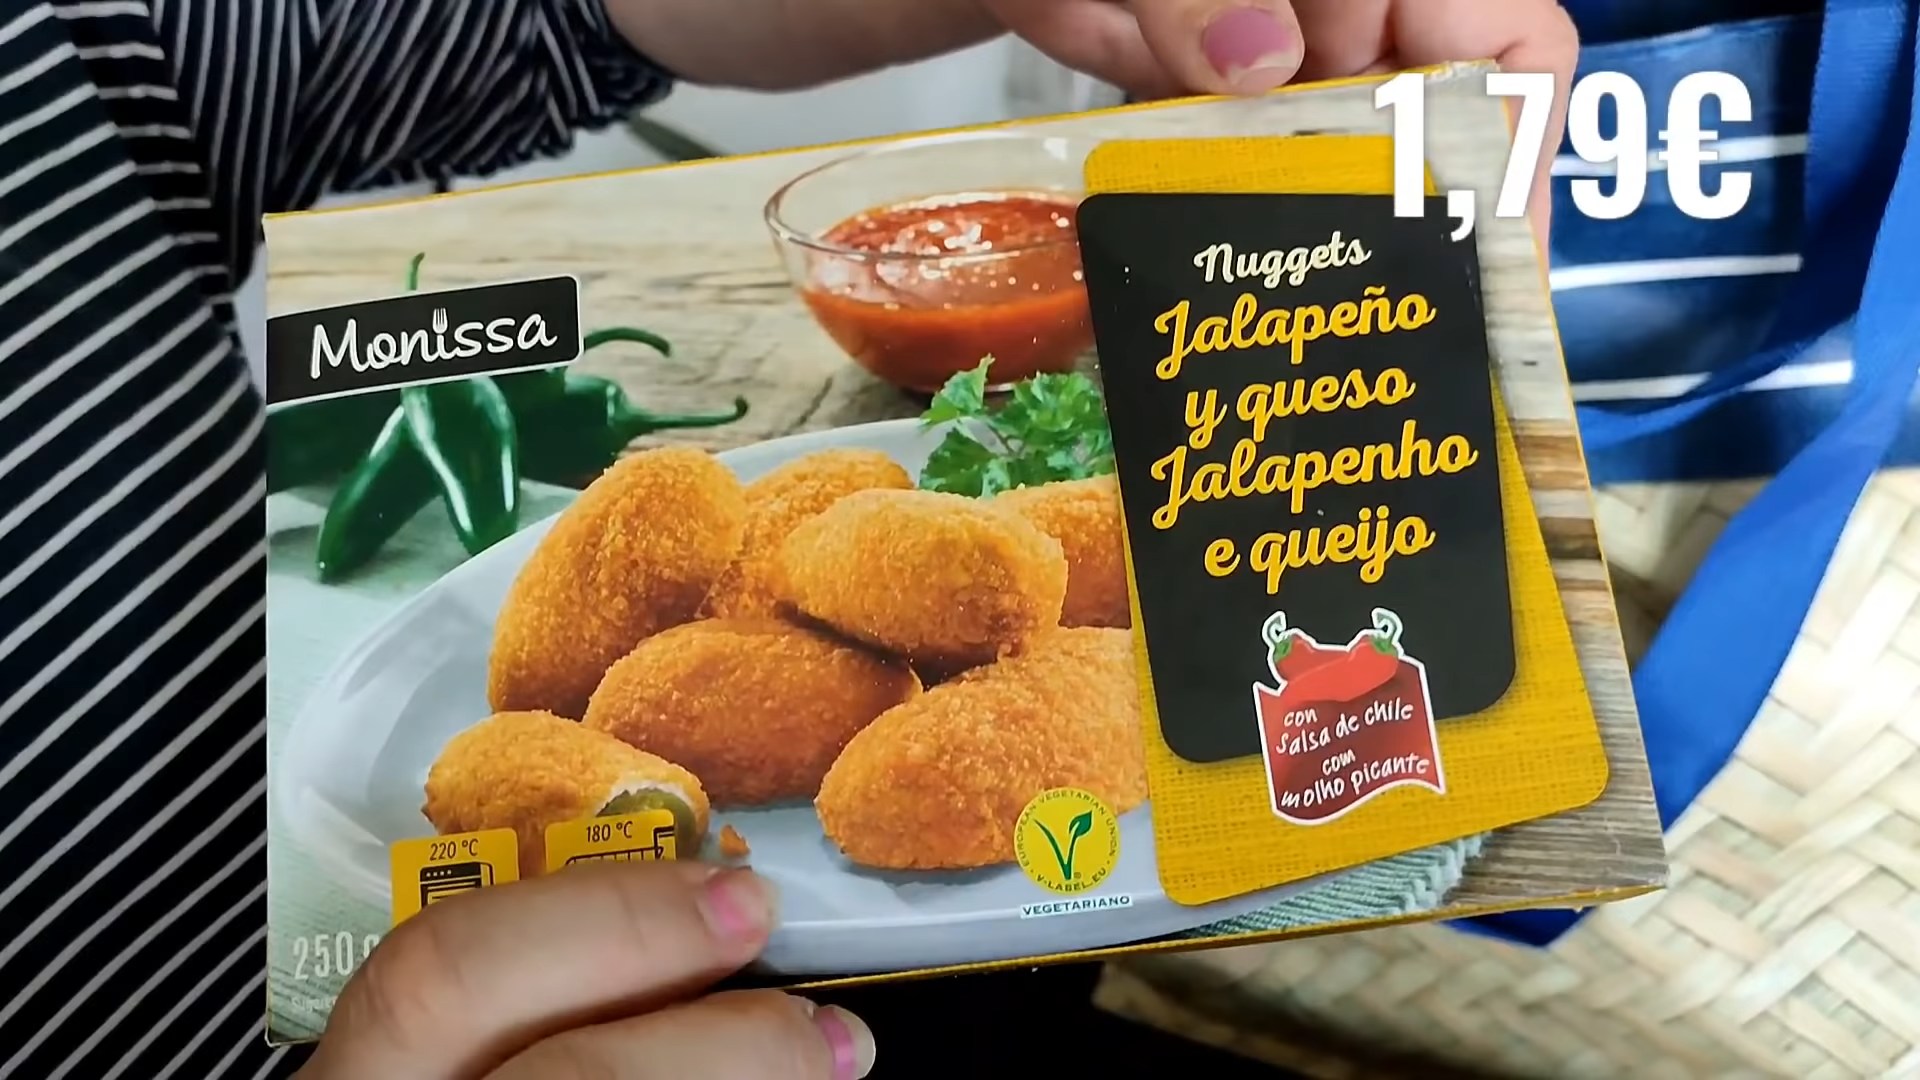 1,79€
Monissa
Nuggets
Jalapeño
y queso
Jalapenho
e queijo
con
salsa de chile
com
molho picante
220 °C
180 °C
EUROPEAN VEGETARIAN UNION
V-LABEL.EU
VEGETARIANO
250 g